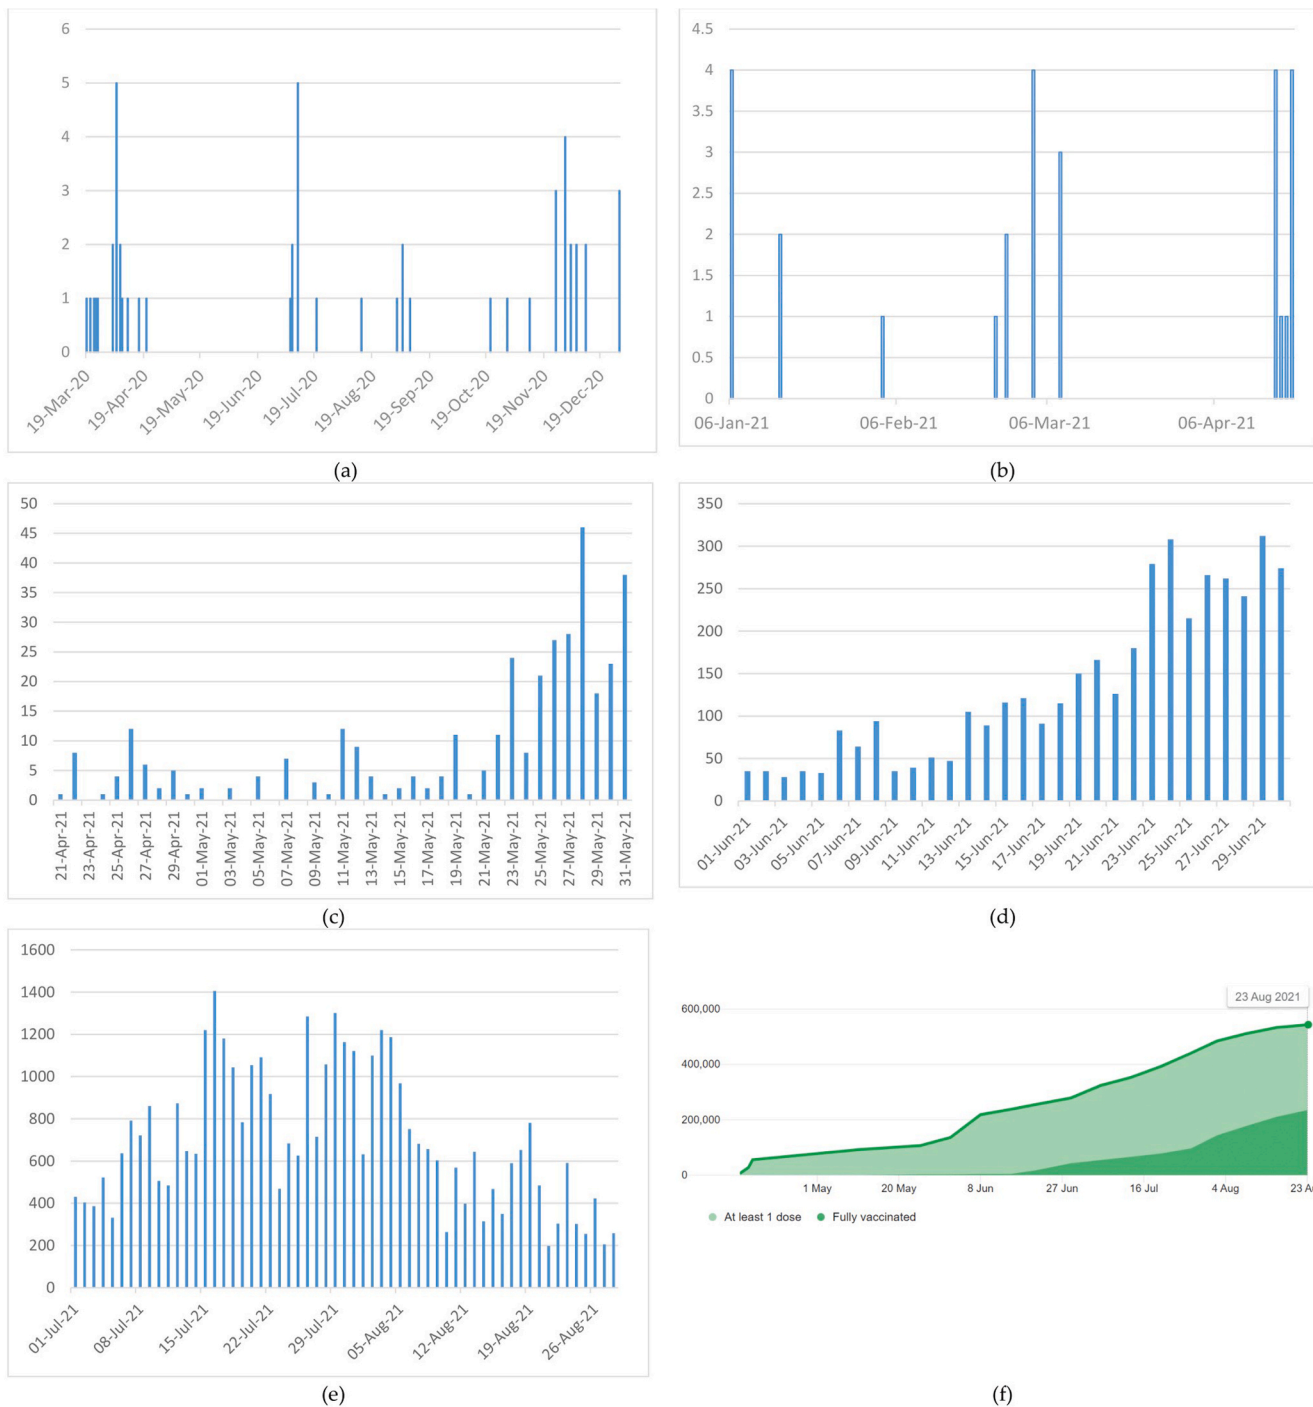 6
5
4
3
2
1
0
19-Mar-20
19-Apr-20
19-May-20
19-Jun-20
19-Jul-20
19-Aug-20
19-Sep-20
19-Oct-20
19-Nov-20
19-Dec-20
(a)
4.5
4
3.5
3
2.5
2
1.5
1
0.5
0
06-Jan-21
06-Feb-21
06-Mar-21
06-Apr-21
(b)
50
45
40
35
30
25
20
15
10
5
0
21-Apr-21
23-Apr-21
25-Apr-21
27-Apr-21
29-Apr-21
01-May-21
03-May-21
05-May-21
07-May-21
09-May-21
11-May-21
13-May-21
15-May-21
17-May-21
19-May-21
21-May-21
23-May-21
25-May-21
27-May-21
29-May-21
31-May-21
(c)
350
300
250
200
150
100
50
0
01-Jun-21
03-Jun-21
05-Jun-21
07-Jun-21
09-Jun-21
11-Jun-21
13-Jun-21
15-Jun-21
17-Jun-21
19-Jun-21
21-Jun-21
23-Jun-21
25-Jun-21
27-Jun-21
29-Jun-21
(d)
1600
1400
1200
1000
800
600
400
200
0
01-Jul-21
08-Jul-21
15-Jul-21
22-Jul-21
29-Jul-21
05-Aug-21
12-Aug-21
19-Aug-21
26-Aug-21
(e)
23 Aug 2021
600,000
400,000
200,000
0
1 May
20 May
8 Jun
27 Jun
16 Jul
4 Aug
23 A
At least 1 dose
Fully vaccinated
(f)